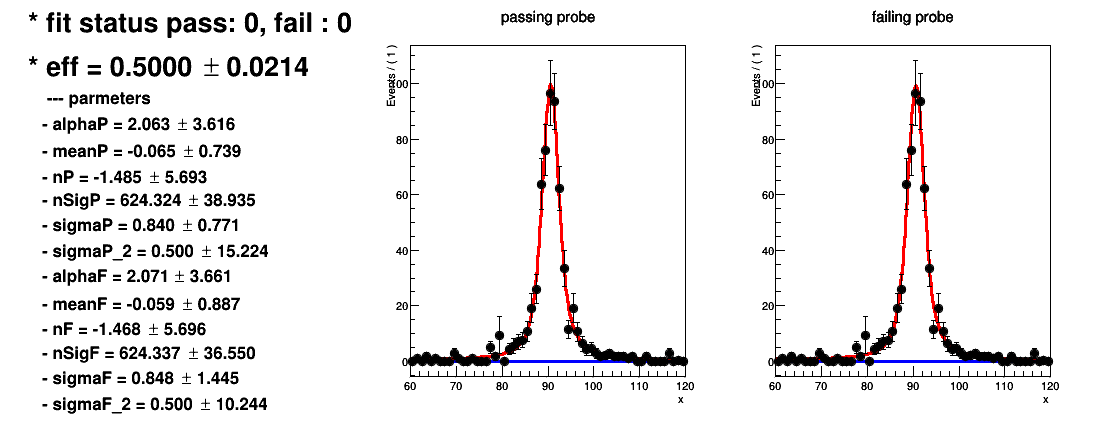 * fit status pass: 0, fail : 0
* eff = 0.5000 ± 0.0214
--- parmeters
- alphaP = 2.063 ± 3.616
- meanP = -0.065 ± 0.739
- nP = -1.485 ± 5.693
- nSigP = 624.324 ± 38.935
- sigmaP = 0.840 ± 0.771
- sigmaP_2 = 0.500 ± 15.224
- alphaF = 2.071 ± 3.661
- meanF = -0.059 ± 0.887
- nF = -1.468 ± 5.696
- nSigF = 624.337 ± 36.550
- sigmaF = 0.848 ± 1.445
- sigmaF_2 = 0.500 ± 10.244
passing probe
Events / ( 1 )
100
80
60
40
20
0
60 70 80 90 100 110 120
x
failing probe
Events / ( 1 )
100
80
60
40
20
0
60 70 80 90 100 110 120
x